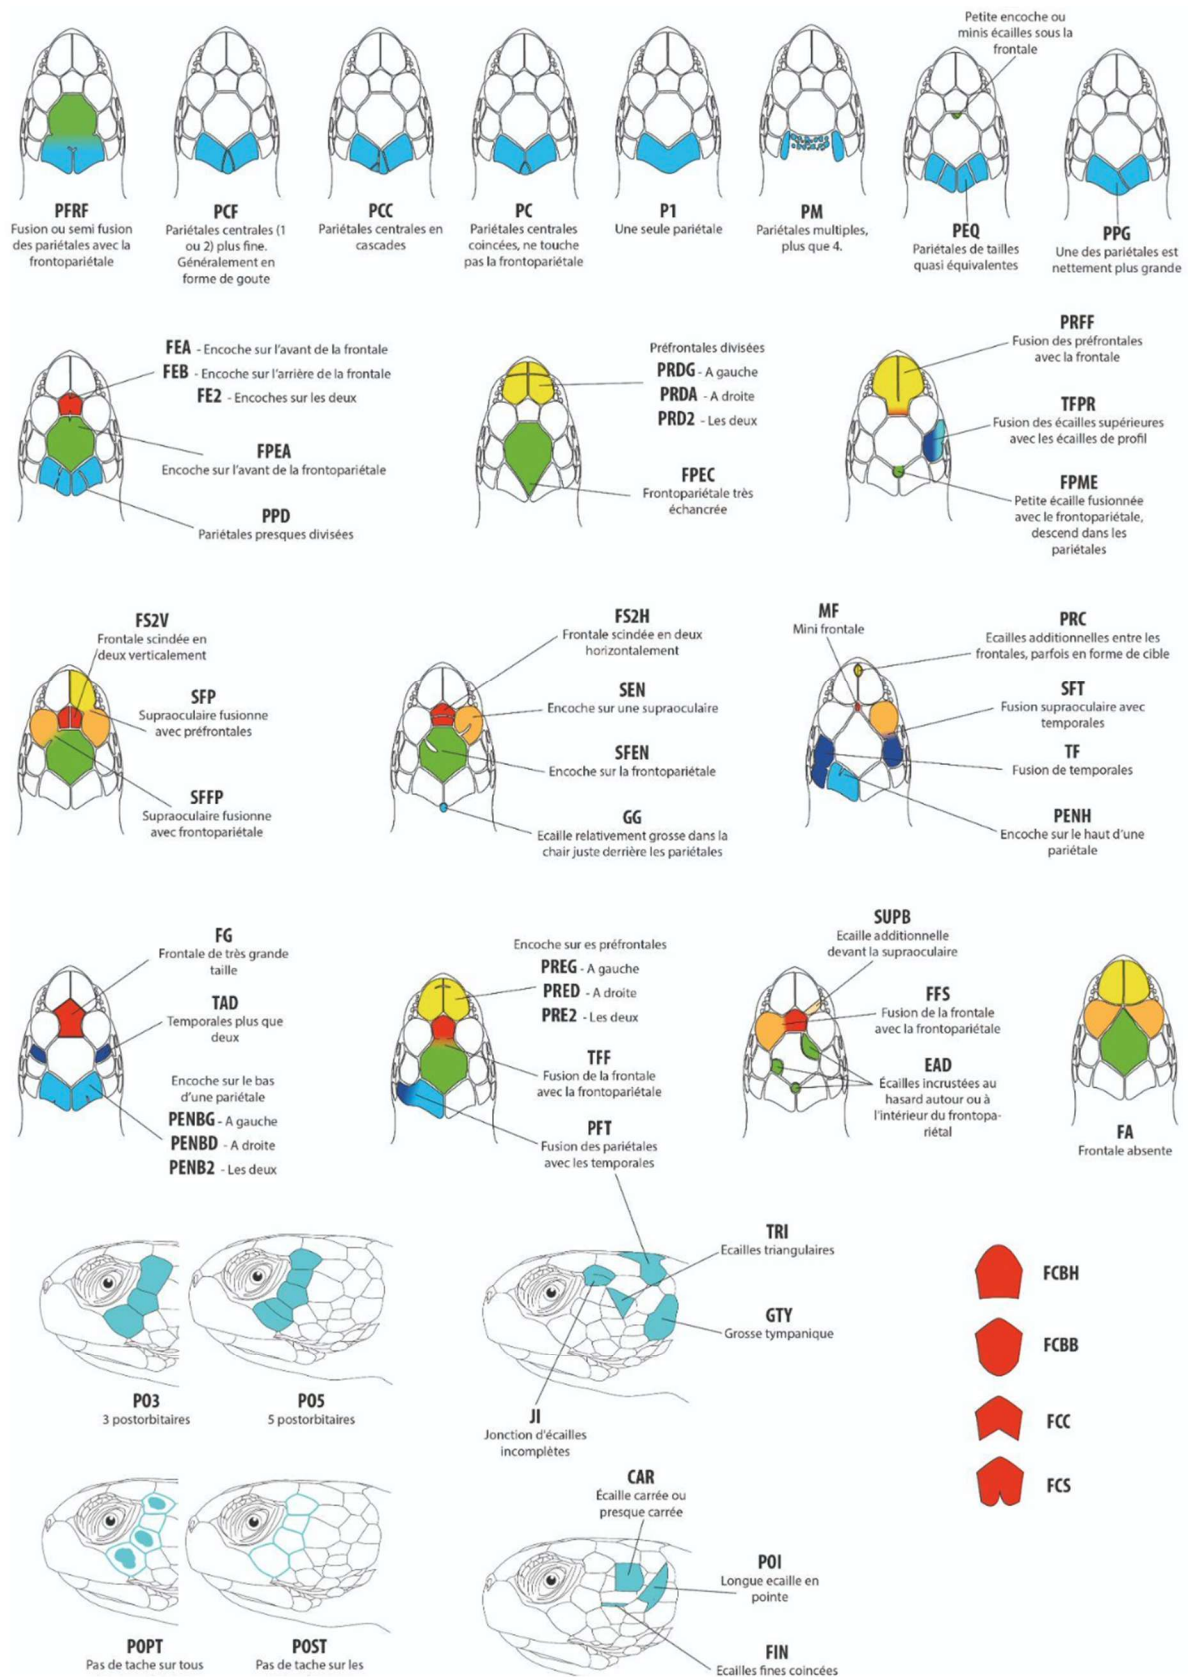 Petite encoche ou
minis écailles sous la
frontale
PFRF
Fusion ou semi fusion
des pariétales avec la
frontopariétale
PCF
Pariétales centrales (1
ou 2) plus fine.
Généralement en
forme de goute
PCC
Pariétales centrales en
cascades
PC
Pariétales centrales
coincées, ne touche
pas la frontopariétale
P1
Une seule pariétale
PM
Pariétales multiples,
plus que 4.
PEQ
Pariétales de tailles
quasi équivalentes
PPG
Une des pariétales est
nettement plus grande
FEA - Encoche sur l'avant de la frontale
FEB - Encoche sur l'arrière de la frontale
FE2 - Encoches sur les deux
FPEA
Encoche sur l'avant de la frontopariétale
PPD
Pariétales presques divisées
Préfrontales divisées
PRDG - A gauche
PRDA - A droite
PRD2 - Les deux
FPEC
Frontopariétale très
échancrée
PRFF
Fusion des préfrontales
avec la frontale
TFPR
Fusion des écailles supérieures
avec les écailles de profil
FPME
Petite écaille fusionnée
avec le frontopariétale,
descend dans les
pariétales
FS2V
Frontale scindée en
deux verticalement
SFP
Supraoculaire fusionne
avec préfrontales
SFFP
Supraoculaire fusionne
avec frontopariétale
FS2H
Frontale scindée en deux
horizontalement
SEN
Encoche sur une supraoculaire
SFEN
Encoche sur la frontopariétale
GG
Ecaille relativement grosse dans la
chair juste derrière les pariétales
MF
Mini frontale
PRC
Ecailles additionnelles entre les
frontales, parfois en forme de cible
SFT
Fusion supraoculaire avec
temporales
TF
Fusion de temporales
PENH
Encoche sur le haut d'une
pariétale
FG
Frontale de très grande
taille
TAD
Temporales plus que
deux
Encoche sur le bas
d'une pariétale
PENBG - A gauche
PENBD - A droite
PENB2 - Les deux
Encoche sur es préfrontales
PREG - A gauche
PRED - A droite
PRE2 - Les deux
TFF
Fusion de la frontale
avec la frontopariétale
PFT
Fusion des pariétales
avec les temporales
SUPB
Ecaille additionnelle
devant la supraoculaire
FFS
Fusion de la frontale
avec la frontopariétale
EAD
Écailles incrustées au
hasard autour ou à
l'intérieur du frontopa-
riétal
FA
Frontale absente
PO3
3 postorbitaires
PO5
5 postorbitaires
TRI
Ecailles triangulaires
GTY
Grosse tympanique
JI
Jonction d'écailles
incomplètes
FCBH
FCBB
FCC
FCS
POPT
Pas de tache sur tous
POST
Pas de tache sur les
CAR
Écaille carrée ou
presque carrée
POI
Longue ecaille en
pointe
FIN
Ecailles fines coincées